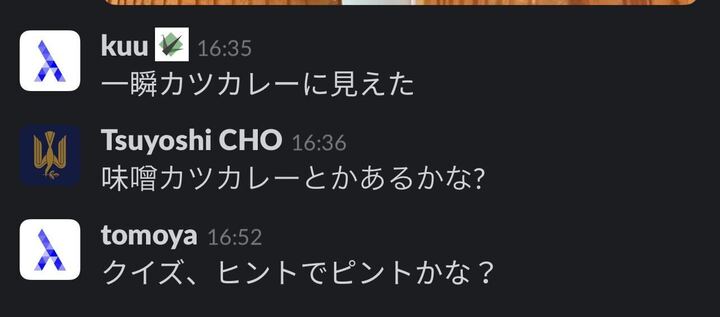 kuu 16:35
一瞬カツカレーに見えた
Tsuyoshi CHO 16:36
味噌カツカレーとかあるかな?
tomoya 16:52
クイズ、ヒントでピントかな？